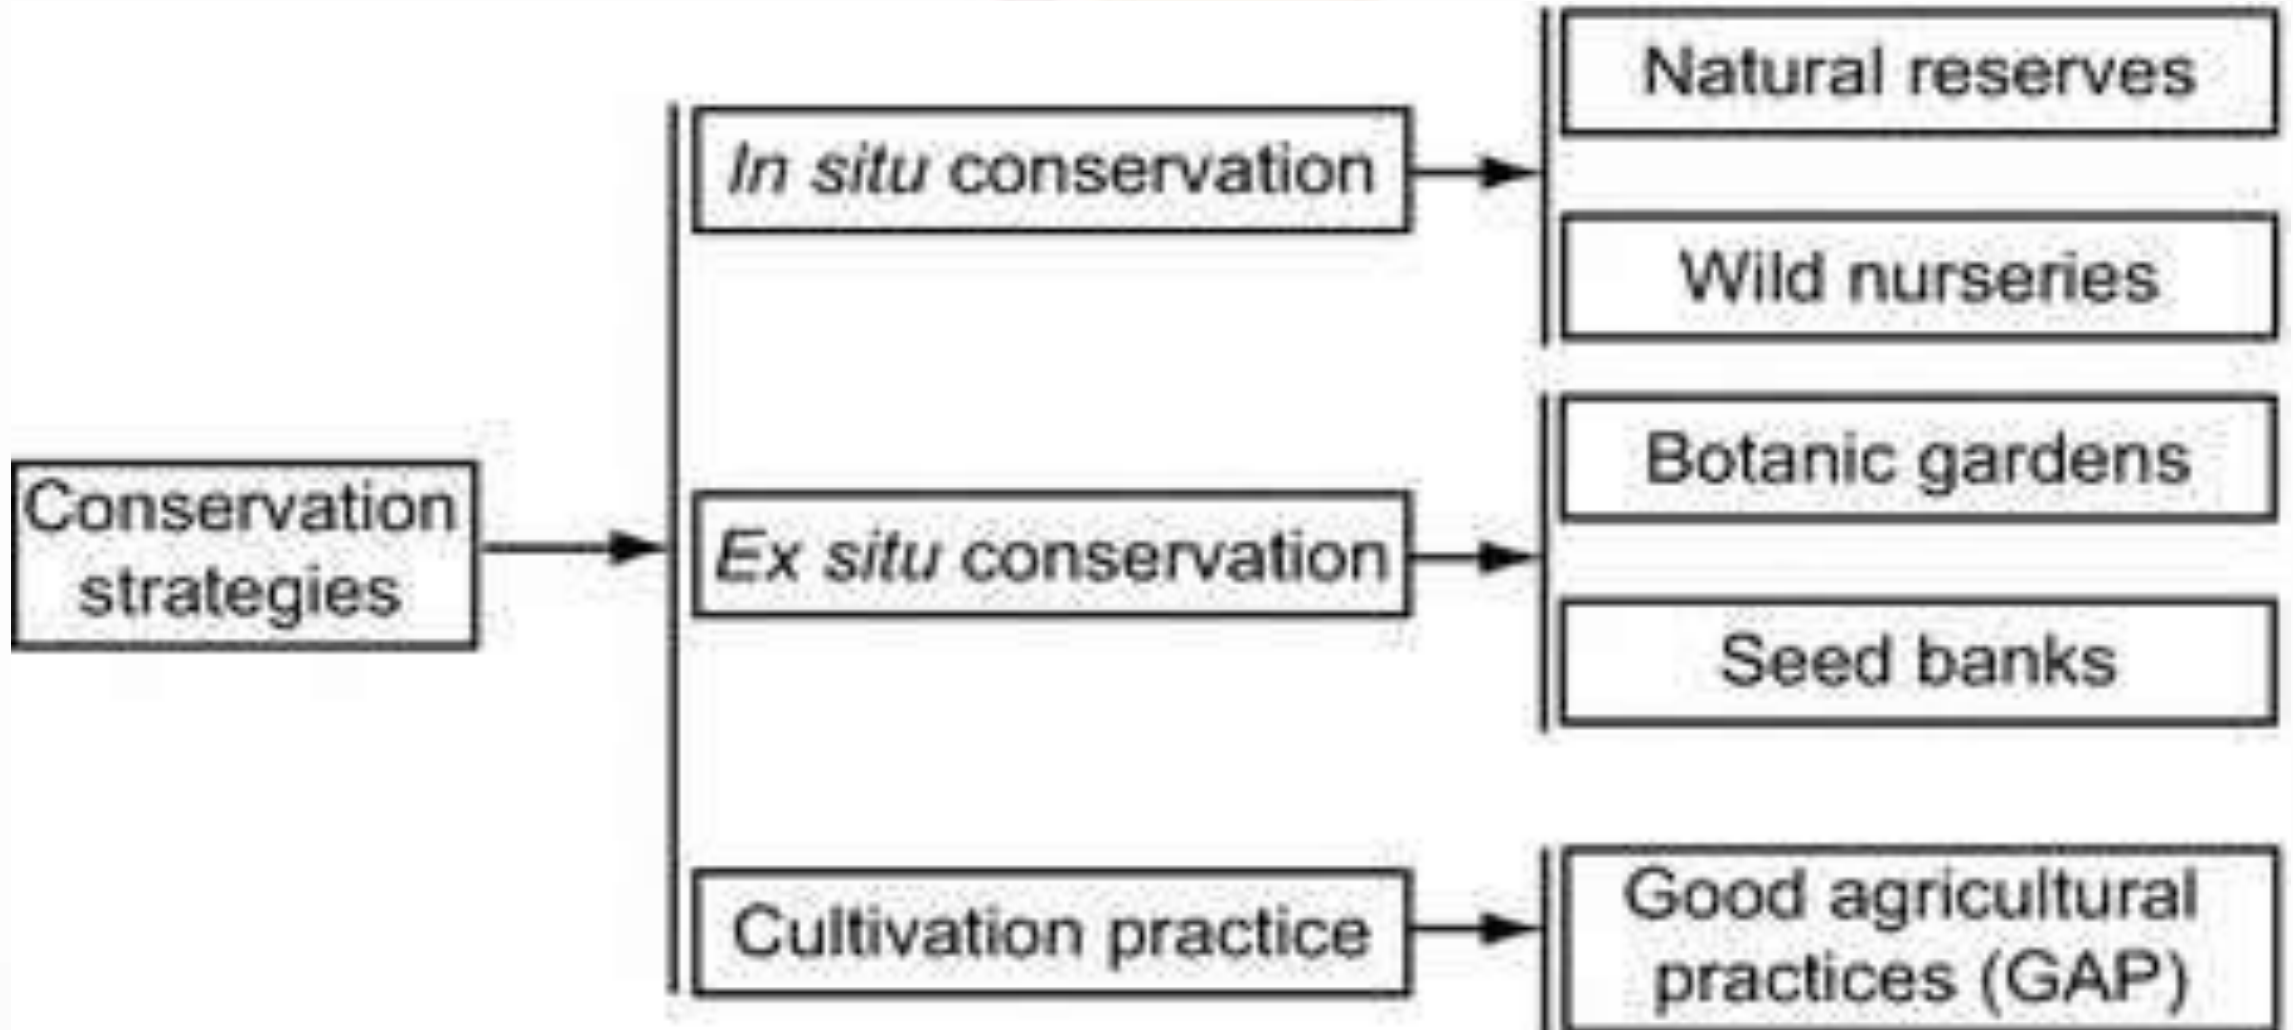 Conservation
strategies
In situ conservation
Natural reserves
Wild nurseries
Ex situ conservation
Botanic gardens
Seed banks
Cultivation practice
Good agricultural
practices (GAP)